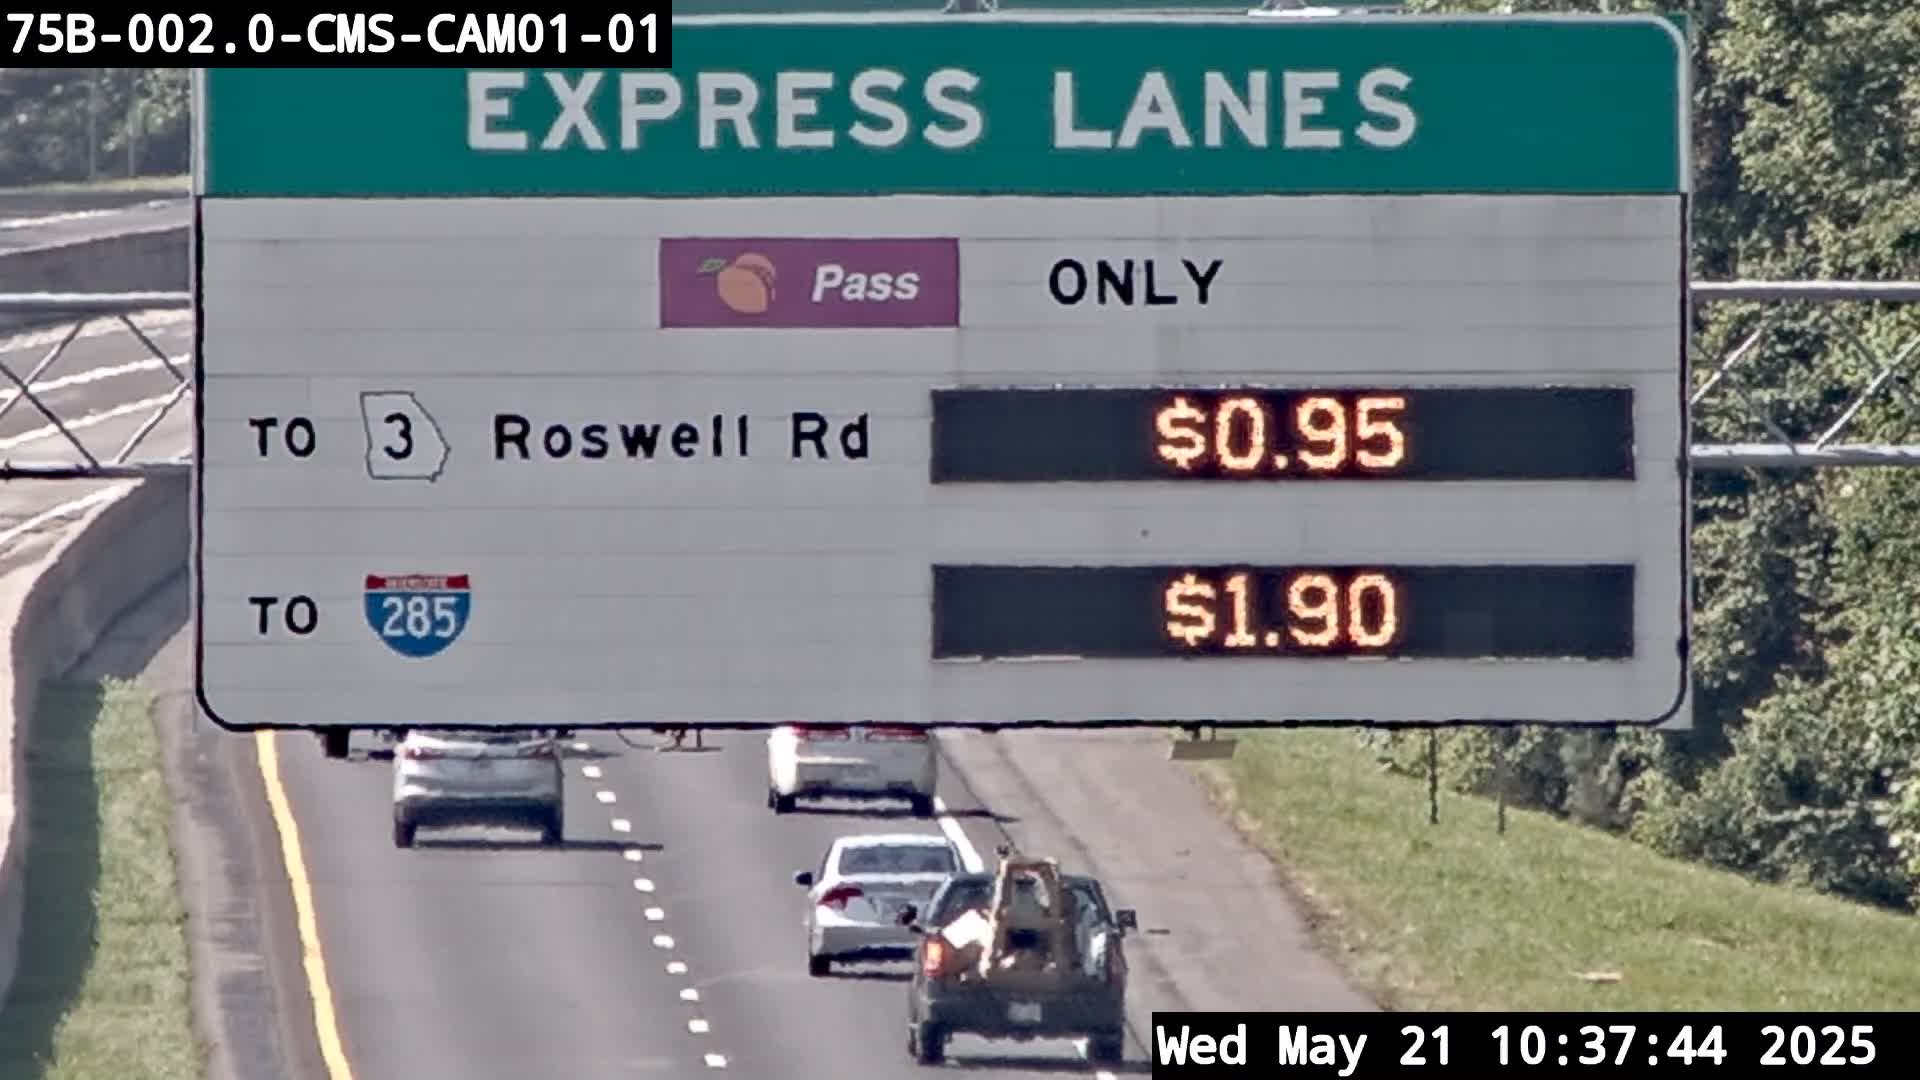 75B-002.0-CMS-CAM01-01
EXPRESS LANES
Pass ONLY
TO 3 Roswell Rd $0.95
INTERSTATE
TO 285 $1.90
Wed May 21 10:37:44 2025